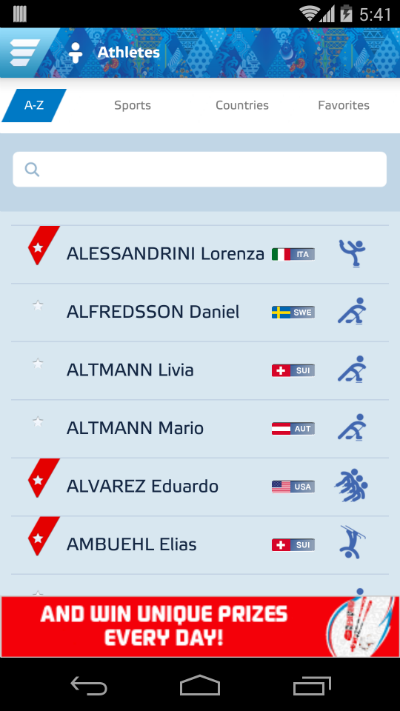 5:41
Athletes
A-Z Sports Countries Favorites
ALESSANDRINI Lorenza ITA
ALFREDSSON Daniel SWE
ALTMANN Livia SUI
ALTMANN Mario AUT
ALVAREZ Eduardo USA
AMBUEHL Elias SUI
AND WIN UNIQUE PRIZES
EVERY DAY!